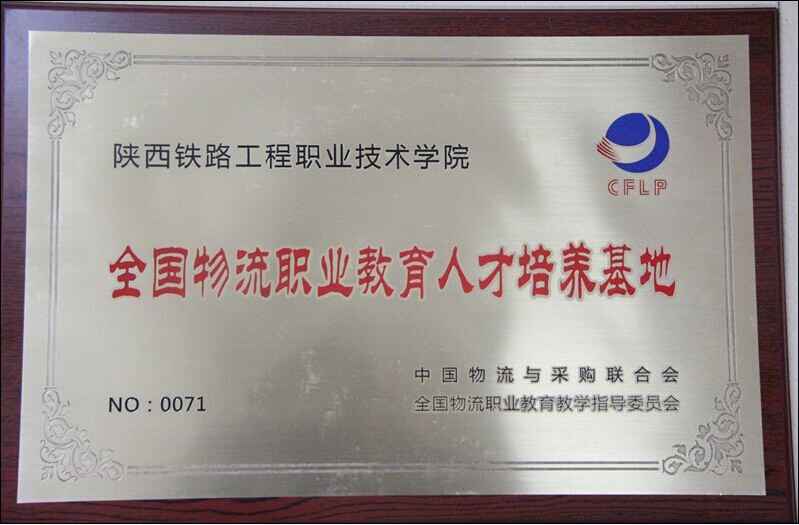 陕西铁路工程职业技术学院
CFLP
全国物流职业教育人才培养基地
中国物流与采购联合会
NO：0071
全国物流职业教育教学指导委员会